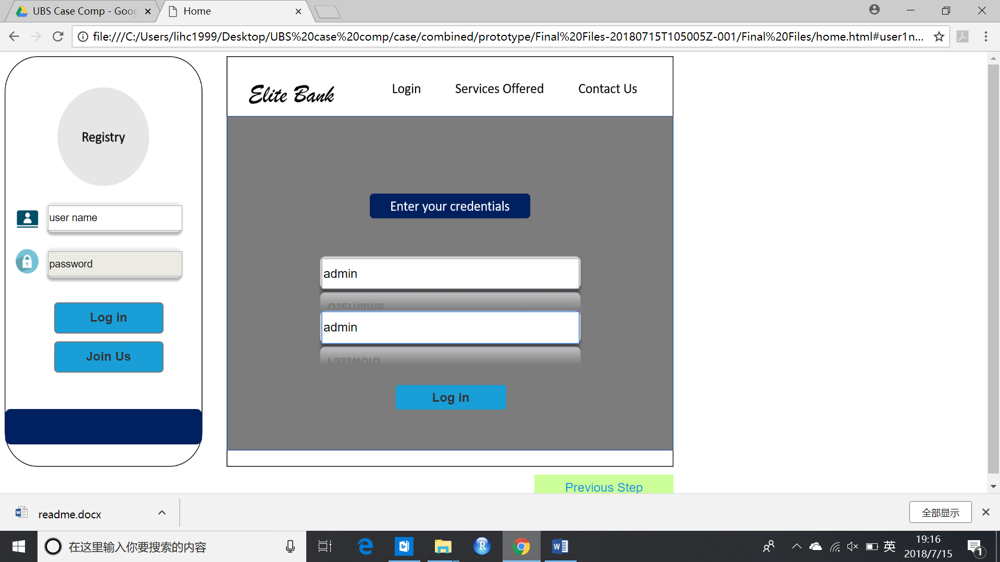 UBS Case Comp - Goog
Home
file:///C:/Users/lihc1999/Desktop/UBS%20case%20comp/case/combined/prototype/Final%20Files-20180715T105005Z-001/Final%20Files/home.html#user1n...
Registry
user name
password
Log in
Join Us
Elite Bank
Login
Services Offered
Contact Us
Enter your credentials
admin
Username
admin
Password
Log in
Previous Step
readme.docx
全部显示
在这里输入你要搜索的内容
R
英
19:16
2018/7/15
1